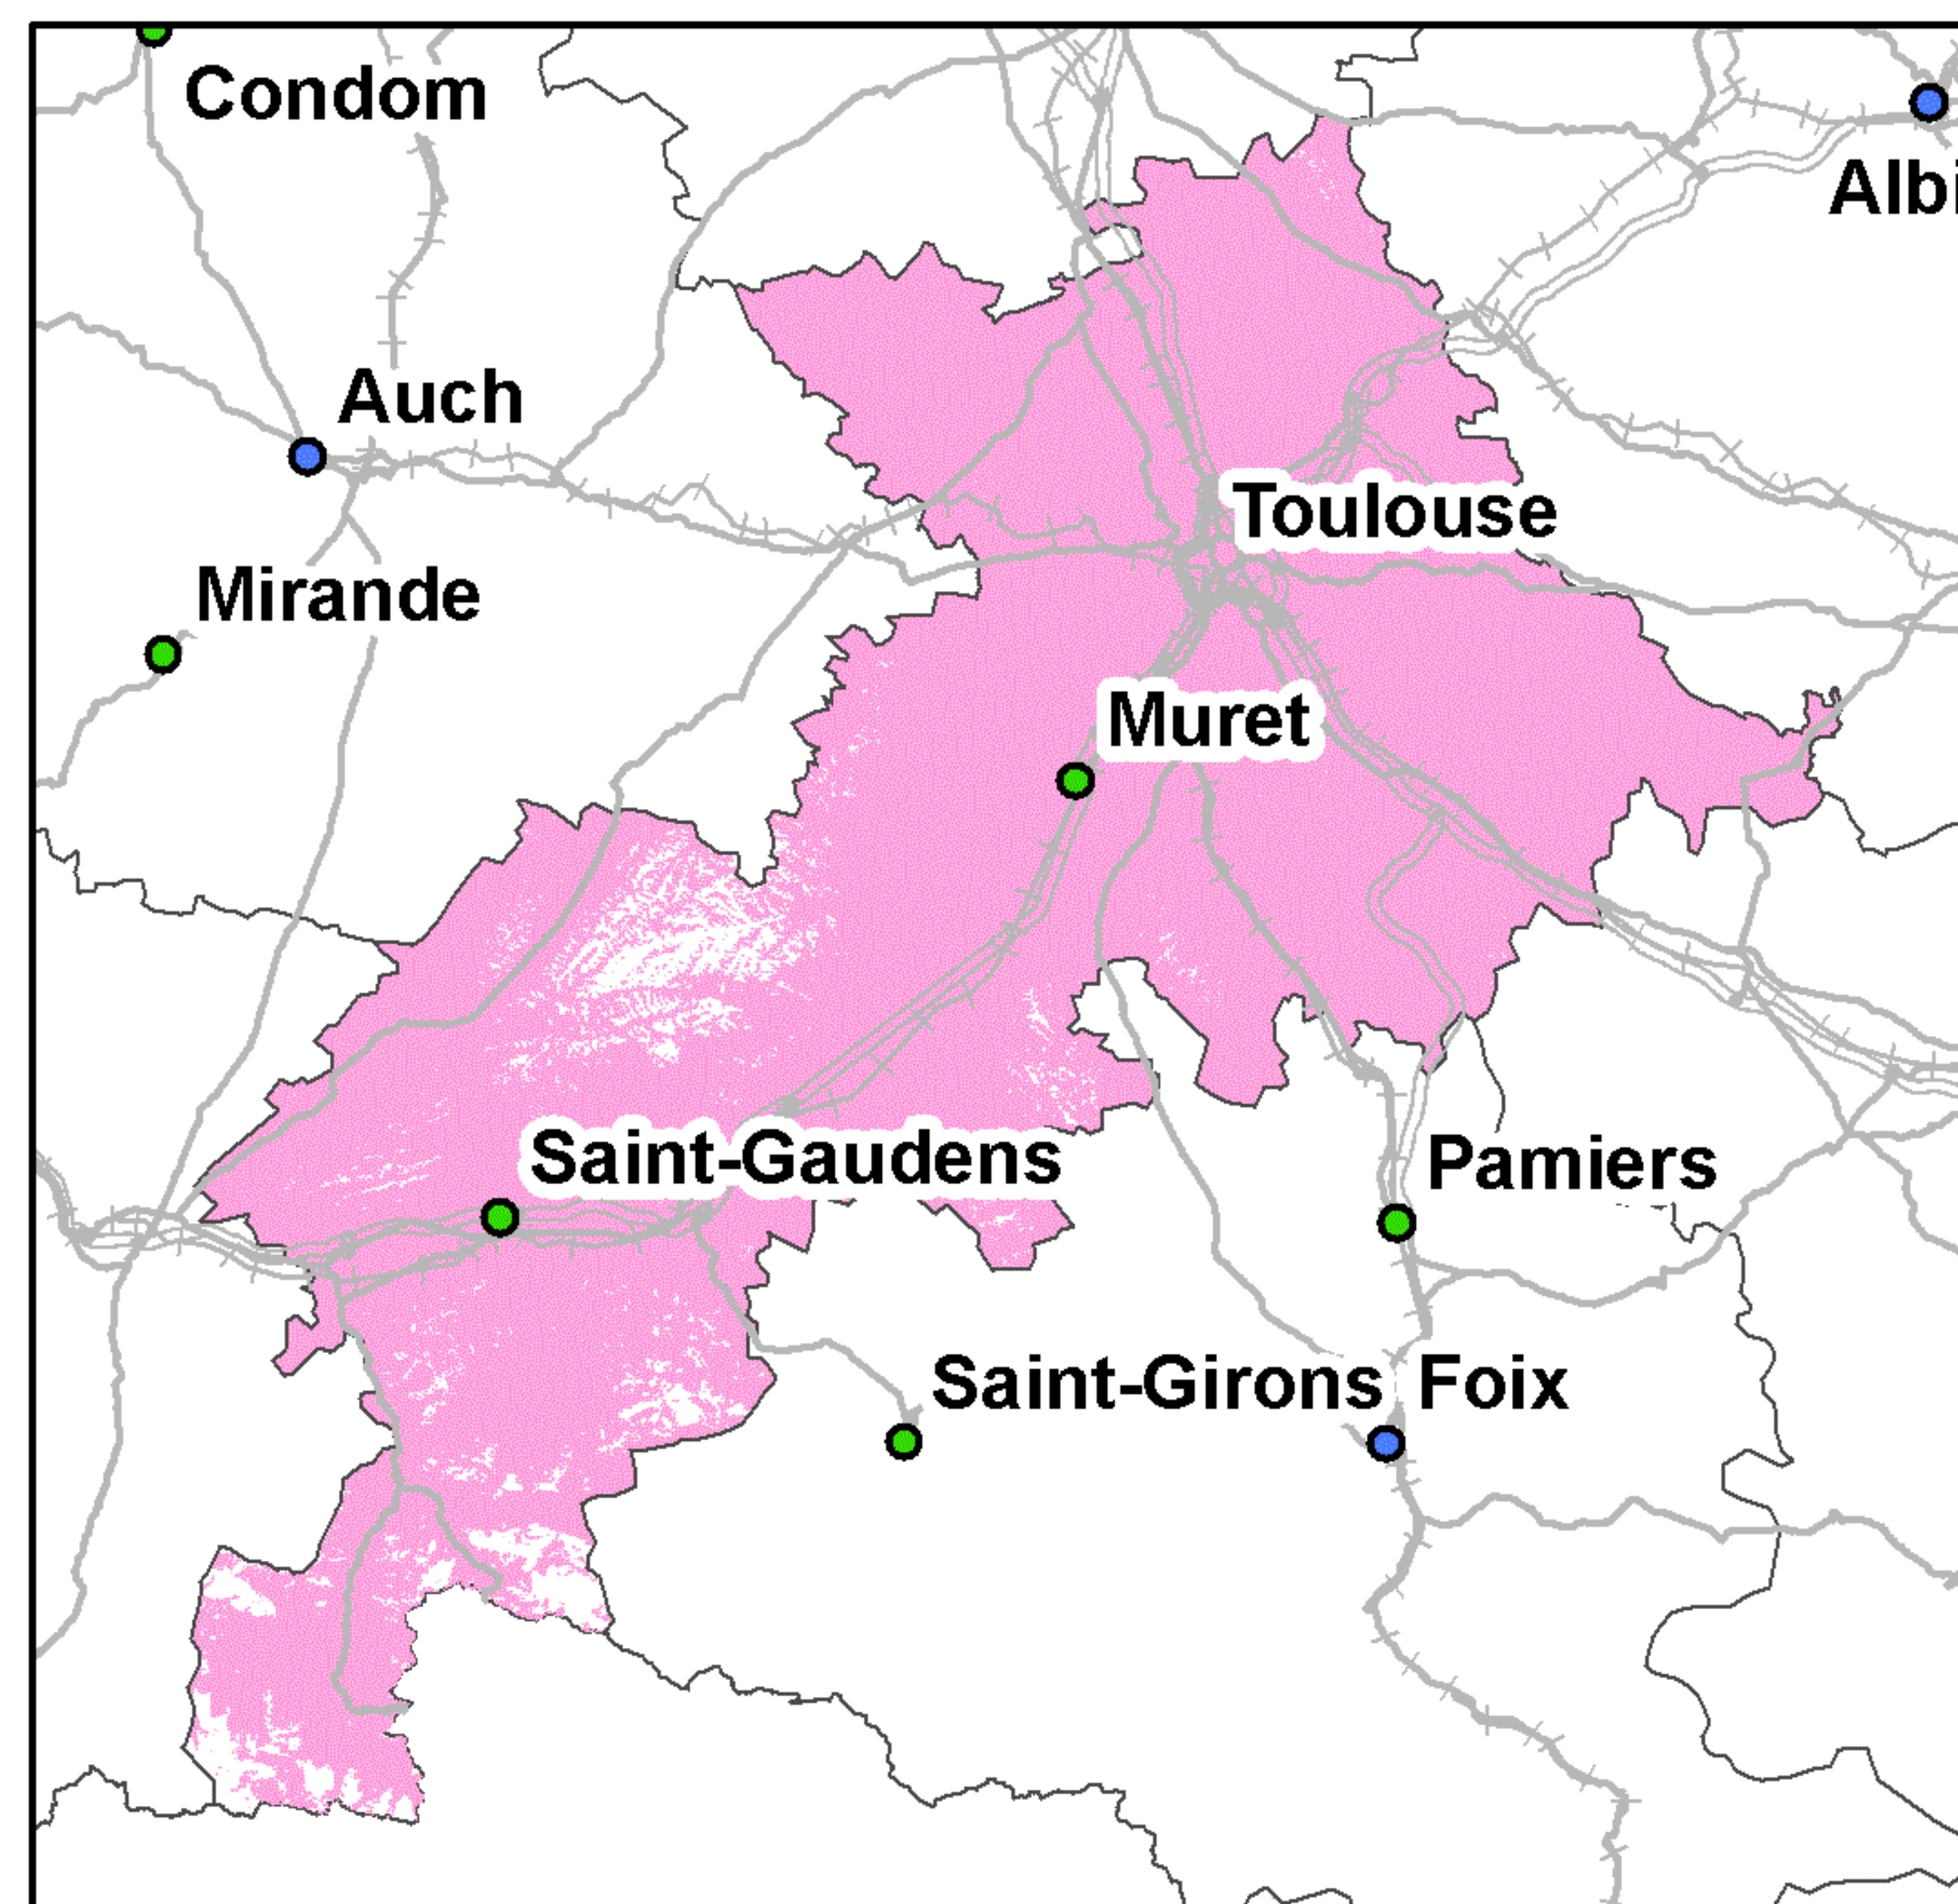 Condom
Albi
Auch
Toulouse
Mirande
Muret
Saint-Gaudens
Pamiers
Saint-Girons
Foix